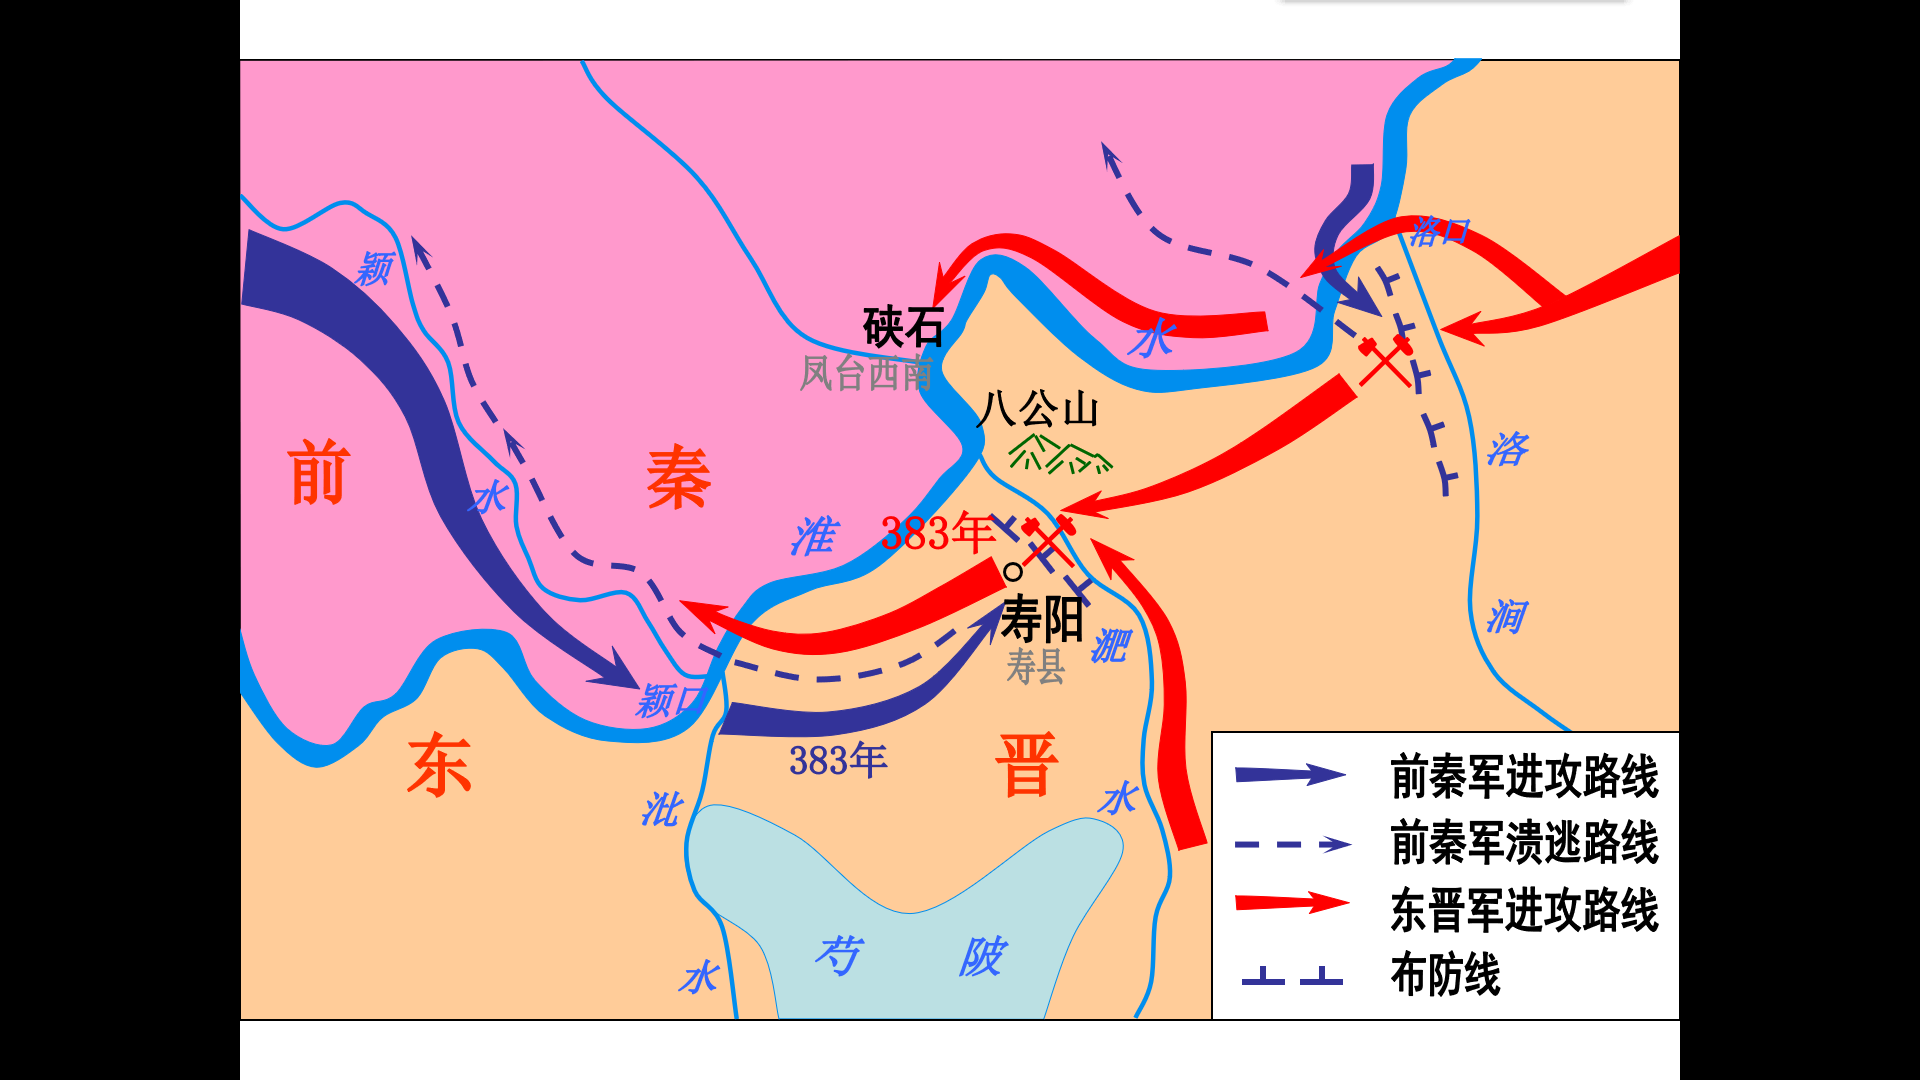 洛口
颍
硖石
水
凤台西南
八公山
前
秦
洛
水
淮
383年
寿阳
涧
淝
寿县
颍口
东
晋
383年
沘
水
芍
陂
水
前秦军进攻路线
前秦军溃逃路线
东晋军进攻路线
布防线